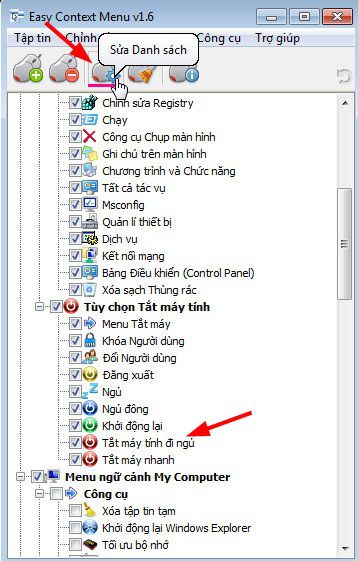 Easy Context Menu v1.6
Tập tin Chỉnh Công cụ Trợ giúp
Sửa Danh sách
Chỉnh sửa Registry
Chạy
Công cụ Chụp màn hình
Ghi chú trên màn hình
Chương trình và Chức năng
Tất cả tác vụ
Msconfig
Quản lí thiết bị
Dịch vụ
Kết nối mạng
Bảng Điều khiển (Control Panel)
Xóa sạch Thùng rác
Tùy chọn Tắt máy tính
Menu Tắt máy
Khóa Người dùng
Đổi Người dùng
Đăng xuất
Ngủ
Ngủ đông
Khởi động lại
Tắt máy tính đi ngủ
Tắt máy nhanh
Menu ngữ cảnh My Computer
Công cụ
Xóa tập tin tạm
Khởi động lại Windows Explorer
Tối ưu bộ nhớ